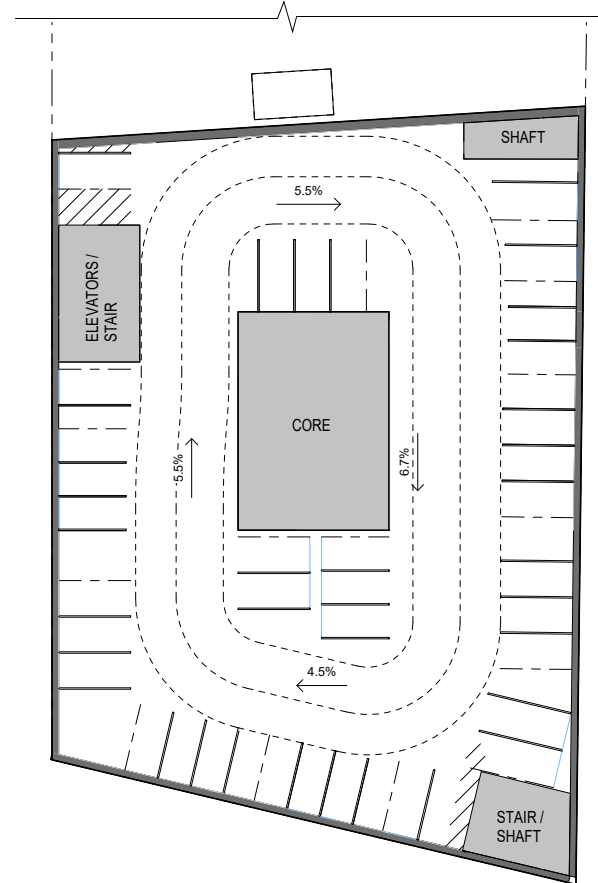 SHAFT
5.5%
ELEVATORS /
STAIR
CORE
5.5%
6.7%
4.5%
STAIR /
SHAFT